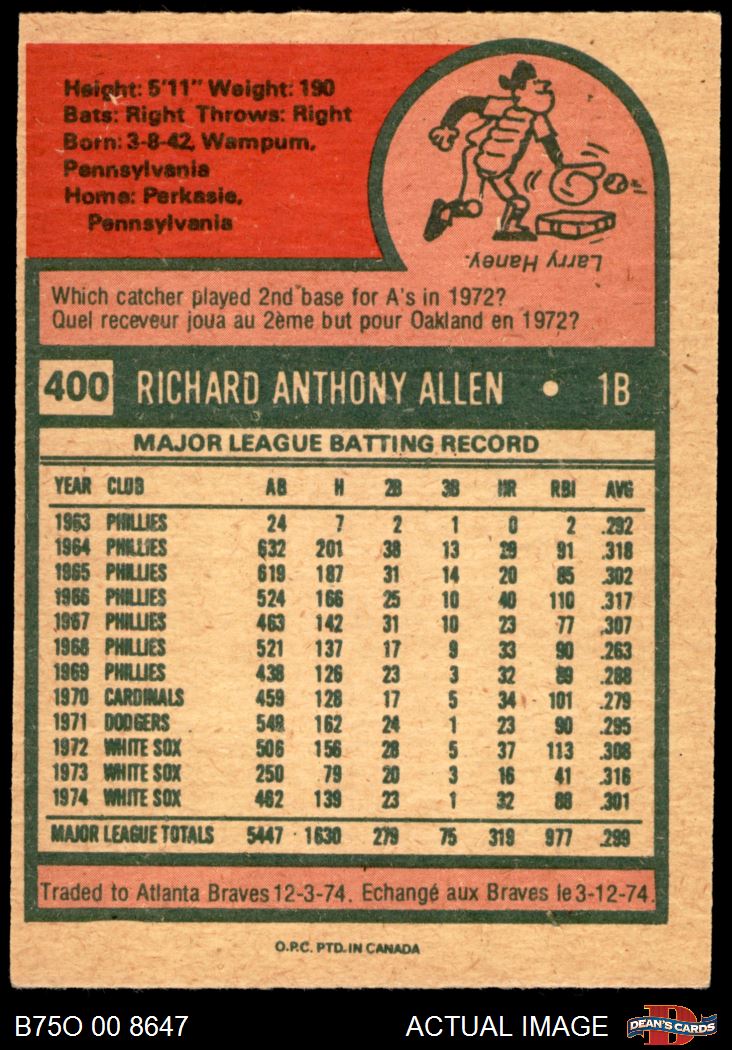 Height: 5'11" Weight: 190
Bats: Right Throws: Right
Born: 3-8-42, Wampum,
Pennsylvania
Home: Perkasie,
Pennsylvania
Larry Haney.
Which catcher played 2nd base for A's in 1972?
Quel receveur joua au 2ème but pour Oakland en 1972?
400 RICHARD ANTHONY ALLEN • 1B
MAJOR LEAGUE BATTING RECORD
YEAR CLUB AB H 2B 3B HR RBI AVG
1963 PHILLIES 24 7 2 1 0 2 .292
1964 PHILLIES 632 201 38 13 29 91 .318
1965 PHILLIES 619 187 31 14 20 85 .302
1966 PHILLIES 524 166 25 10 40 110 .317
1967 PHILLIES 463 142 31 10 23 77 .307
1968 PHILLIES 521 137 17 9 33 90 .263
1969 PHILLIES 438 126 23 3 32 89 .288
1970 CARDINALS 459 128 17 5 34 101 .279
1971 DODGERS 549 162 24 1 23 90 .295
1972 WHITE SOX 506 156 28 5 37 113 .308
1973 WHITE SOX 250 79 20 3 16 41 .316
1974 WHITE SOX 462 139 23 1 32 88 .301
MAJOR LEAGUE TOTALS 5447 1630 279 75 319 977 .299
Traded to Atlanta Braves 12-3-74. Echangé aux Braves le 3-12-74.
O.P.C. PTD. IN CANADA
B75O 00 8647 ACTUAL IMAGE DEAN'S CARDS